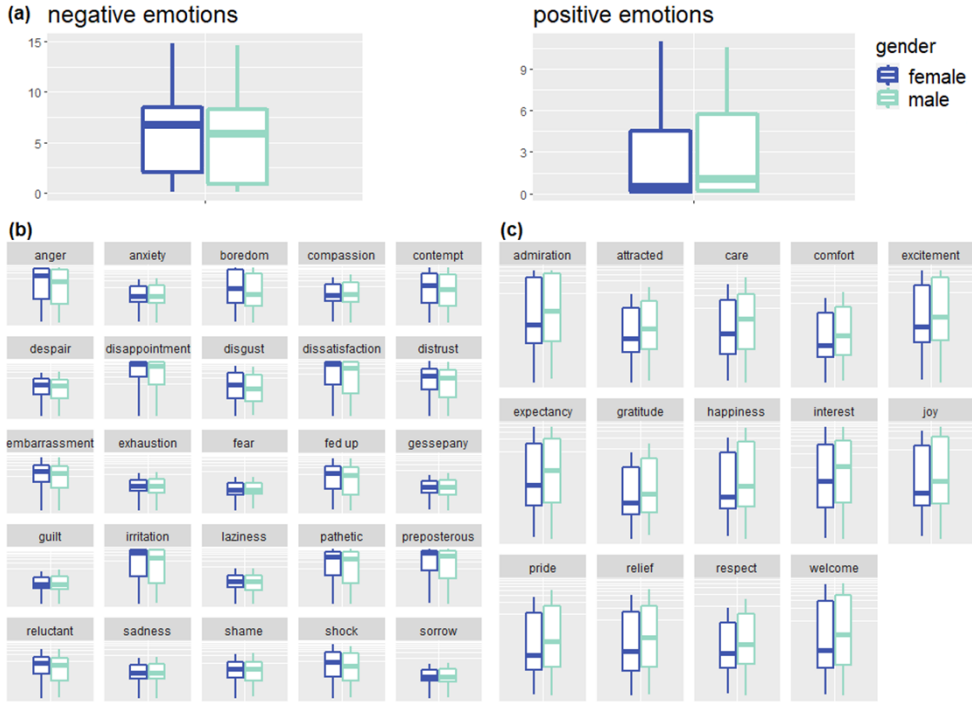 (a) negative emotions
positive emotions
15
10
5
0
9
6
3
0
gender
female
male
(b)
anger anxiety boredom compassion contempt
despair disappointment disgust dissatisfaction distrust
embarrassment exhaustion fear fed up gessepany
guilt irritation laziness pathetic preposterous
reluctant sadness shame shock sorrow
(c)
admiration attracted care comfort excitement
expectancy gratitude happiness interest joy
pride relief respect welcome